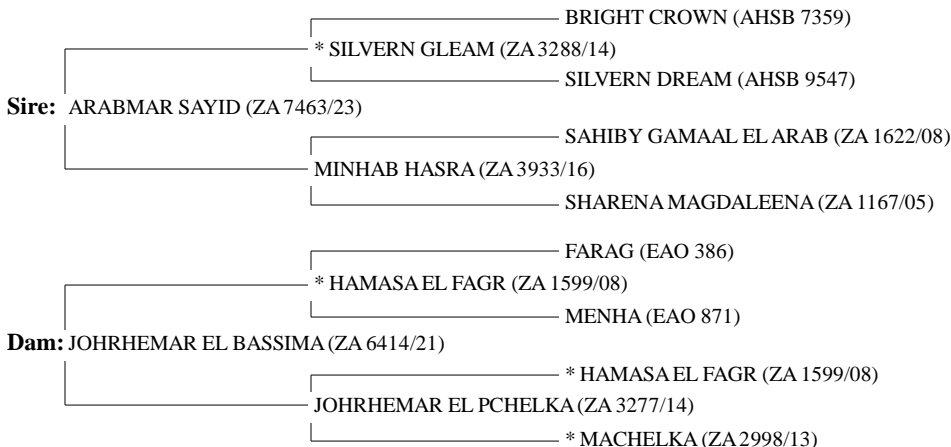 BRIGHT CROWN (AHSB 7359)
* SILVERN GLEAM (ZA 3288/14)
SILVERN DREAM (AHSB 9547)
Sire: ARABMAR SAYID (ZA 7463/23)
SAHIBY GAMAAL EL ARAB (ZA 1622/08)
MINHAB HASRA (ZA 3933/16)
SHARENA MAGDALEENA (ZA 1167/05)
FARAG (EAO 386)
* HAMASA EL FAGR (ZA 1599/08)
MENHA (EAO 871)
Dam: JOHRHEMAR EL BASSIMA (ZA 6414/21)
* HAMASA EL FAGR (ZA 1599/08)
JOHRHEMAR EL PCHELKA (ZA 3277/14)
* MACHELKA (ZA 2998/13)